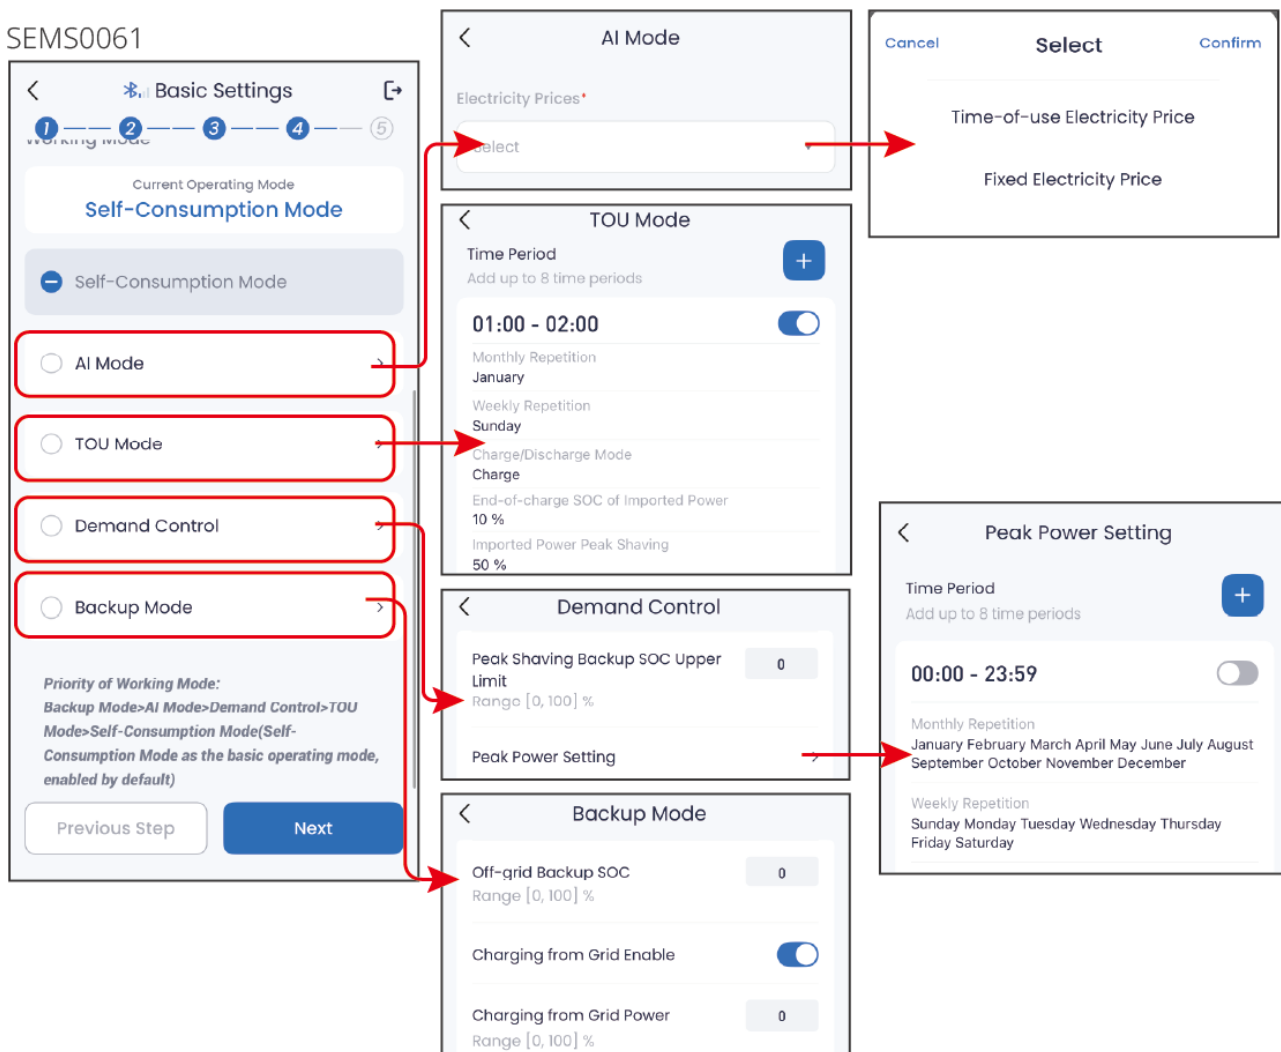 SEMS0061
Basic Settings
1
2
3
4
5
Working Mode
Current Operating Mode
Self-Consumption Mode
Self-Consumption Mode
AI Mode
TOU Mode
Demand Control
Backup Mode
Priority of Working Mode:
Backup Mode>AI Mode>Demand Control>TOU
Mode>Self-Consumption Mode(Self-
Consumption Mode as the basic operating mode,
enabled by default)
Previous Step
Next
AI Mode
Electricity Prices*
Select
Cancel
Select
Confirm
Time-of-use Electricity Price
Fixed Electricity Price
TOU Mode
Time Period
Add up to 8 time periods
+
01:00 - 02:00
Monthly Repetition
January
Weekly Repetition
Sunday
Charge/Discharge Mode
Charge
End-of-charge SOC of Imported Power
10 %
Imported Power Peak Shaving
50 %
Demand Control
Peak Shaving Backup SOC Upper
Limit
0
Range [0, 100] %
Peak Power Setting
Peak Power Setting
Time Period
Add up to 8 time periods
+
00:00 - 23:59
Monthly Repetition
January February March April May June July August
September October November December
Weekly Repetition
Sunday Monday Tuesday Wednesday Thursday
Friday Saturday
Backup Mode
Off-grid Backup SOC
0
Range [0, 100] %
Charging from Grid Enable
Charging from Grid Power
0
Range [0, 100] %